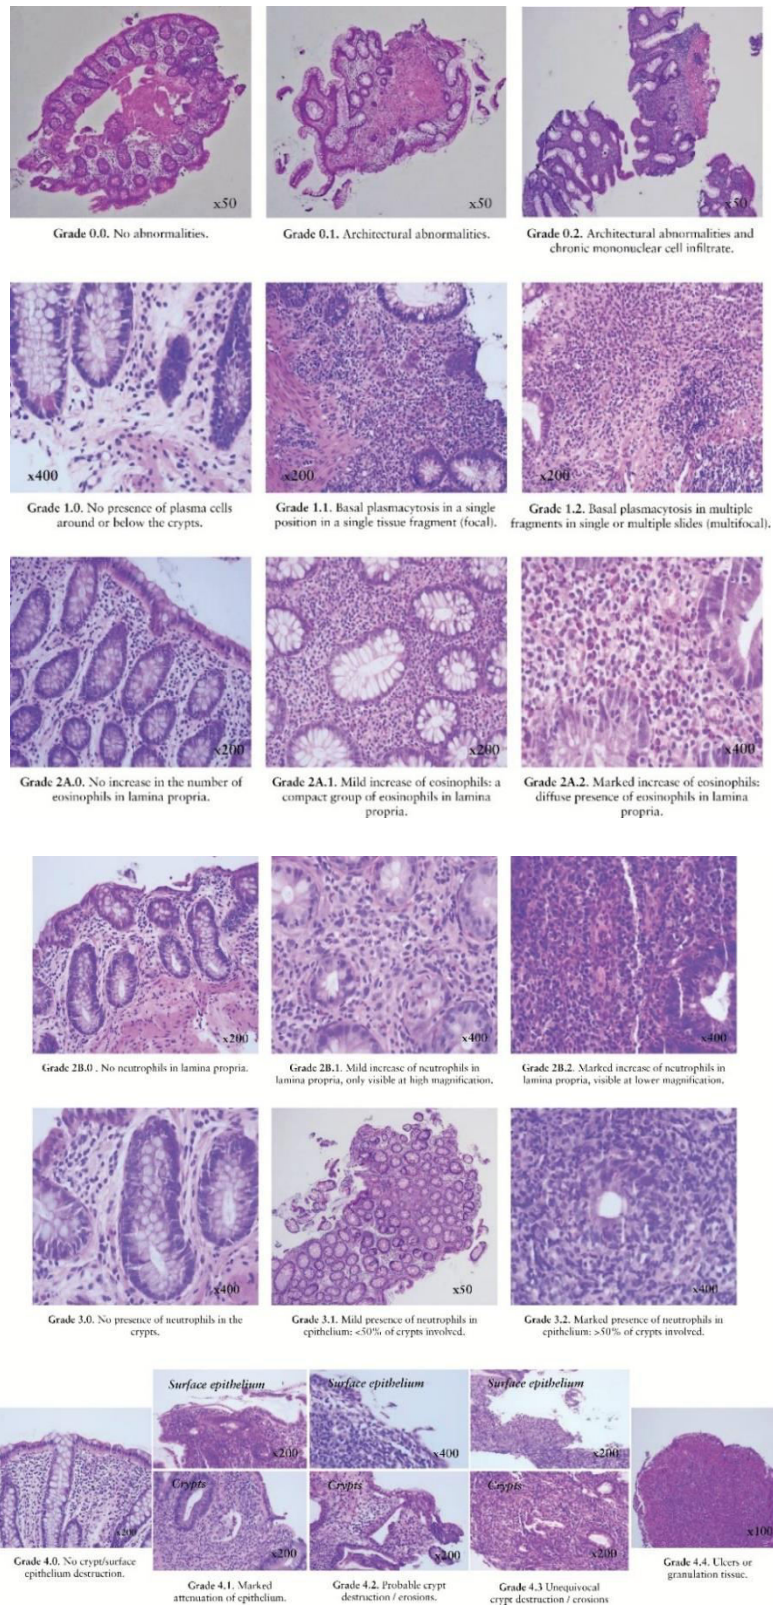 x50
x50
x50
Grade 0.0. No abnormalities.
Grade 0.1. Architectural abnormalities.
Grade 0.2. Architectural abnormalities and
chronic mononuclear cell infiltrate.
x400
x200
x200
Grade 1.0. No presence of plasma cells
around or below the crypts.
Grade 1.1. Basal plasmacytosis in a single
position in a single tissue fragment (focal).
Grade 1.2. Basal plasmacytosis in multiple
fragments in single or multiple slides (multifocal).
x200
x200
x400
Grade 2A.0. No increase in the number of
eosinophils in lamina propria.
Grade 2A.1. Mild increase of eosinophils: a
compact group of eosinophils in lamina
propria.
Grade 2A.2. Marked increase of eosinophils:
diffuse presence of eosinophils in lamina
propria.
x200
x400
x400
Grade 2B.0 . No neutrophils in lamina propria.
Grade 2B.1. Mild increase of neutrophils in
lamina propria, only visible at high magnification.
Grade 2B.2. Marked increase of neutrophils in
lamina propria, visible at lower magnification.
x400
x50
x400
Grade 3.0. No presence of neutrophils in the
crypts.
Grade 3.1. Mild presence of neutrophils in
epithelium: <50% of crypts involved.
Grade 3.2. Marked presence of neutrophils in
epithelium: >50% of crypts involved.
Surface epithelium
x200
Surface epithelium
x400
Surface epithelium
x200
x200
Crypts
x200
Crypts
x200
Crypts
x200
x100
Grade 4.0. No crypt/surface
epithelium destruction.
Grade 4.1. Marked
attenuation of epithelium.
Grade 4.2. Probable crypt
destruction / erosions.
Grade 4.3 Unequivocal
crypt destruction / erosions
Grade 4.4. Ulcers or
granulation tissue.